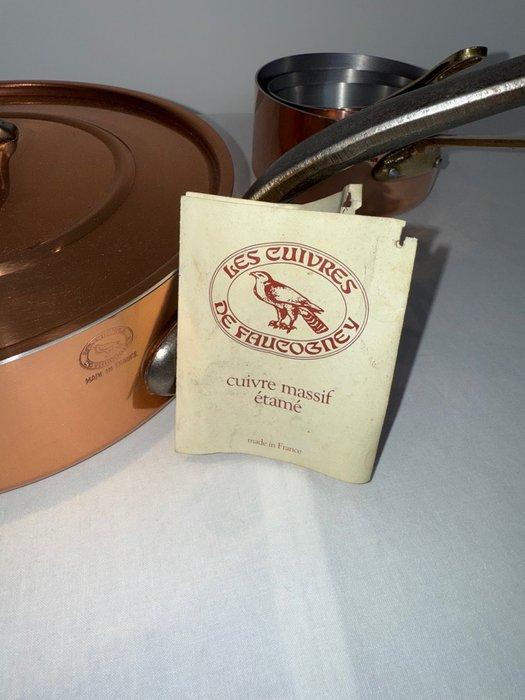 LES CUIVRES
DE FAUCOGNEY
cuivre massif
étamé
made in France
MADE IN FRANCE